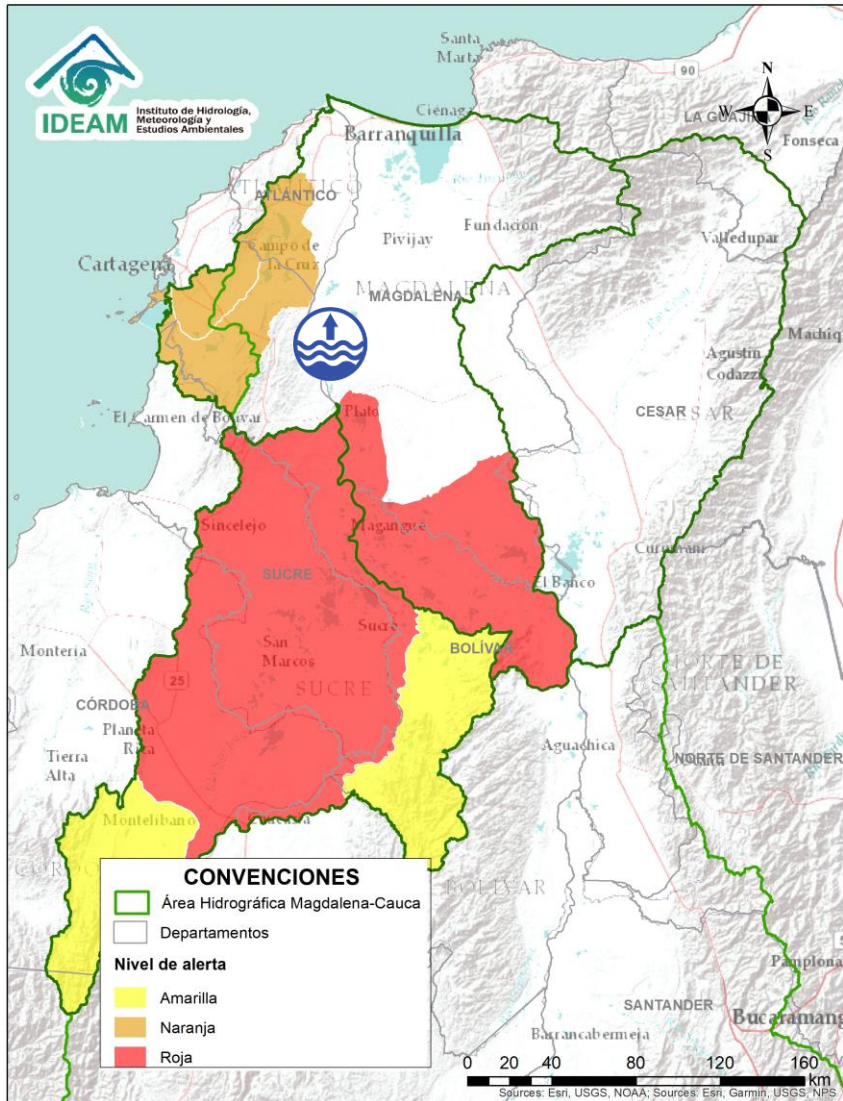 IDEAM
Instituto de Hidrología,
Meteorología y
Estudios Ambientales
Santa
Marta
90
N
W
E
S
LA GUAJIRA
Fonseca
Ciénaga
Barranquilla
ATLÁNTICO
ATLÁNTICO
Fundación
Pivijay
Valledupar
Campo de
la Cruz
Cartagena
MAGDALENA
MAGDALENA
Agustín
Codazzi
CESAR
CESAR
El Carmen de Bolívar
Plato
Sincelejo
Magangué
El Banco
SUCRE
Sucre
San
Marcos
SUCRE
BOLÍVAR
Montería
25
CÓRDOBA
Planeta
Rica
Tierra
Alta
Aguachica
NORTE DE
SANTANDER
NORTE DE SANTANDER
Montelíbano
BOLÍVAR
CONVENCIONES
Área Hidrográfica Magdalena-Cauca
Departamentos
Nivel de alerta
Amarilla
Naranja
Roja
Pamplona
SANTANDER
Barrancabermeja
0 20 40 80 120 160
Km
Sources: Esri, USGS, NOAA; Sources: Esri, Garmin, USGS, NPS